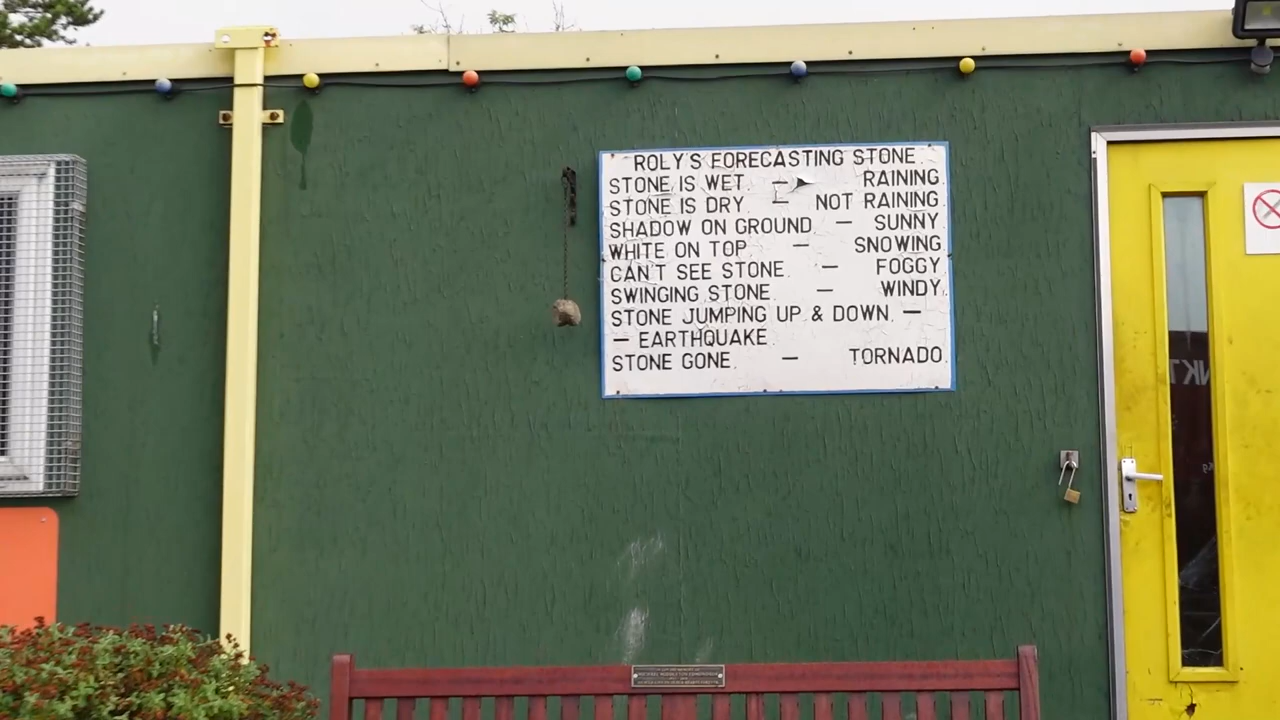 ROLY'S FORECASTING STONE.
STONE IS WET. — RAINING
STONE IS DRY. — NOT RAINING
SHADOW ON GROUND. — SUNNY
WHITE ON TOP — SNOWING
CAN'T SEE STONE. — FOGGY
SWINGING STONE. — WINDY.
STONE JUMPING UP & DOWN. —
— EARTHQUAKE.
STONE GONE. — TORNADO.